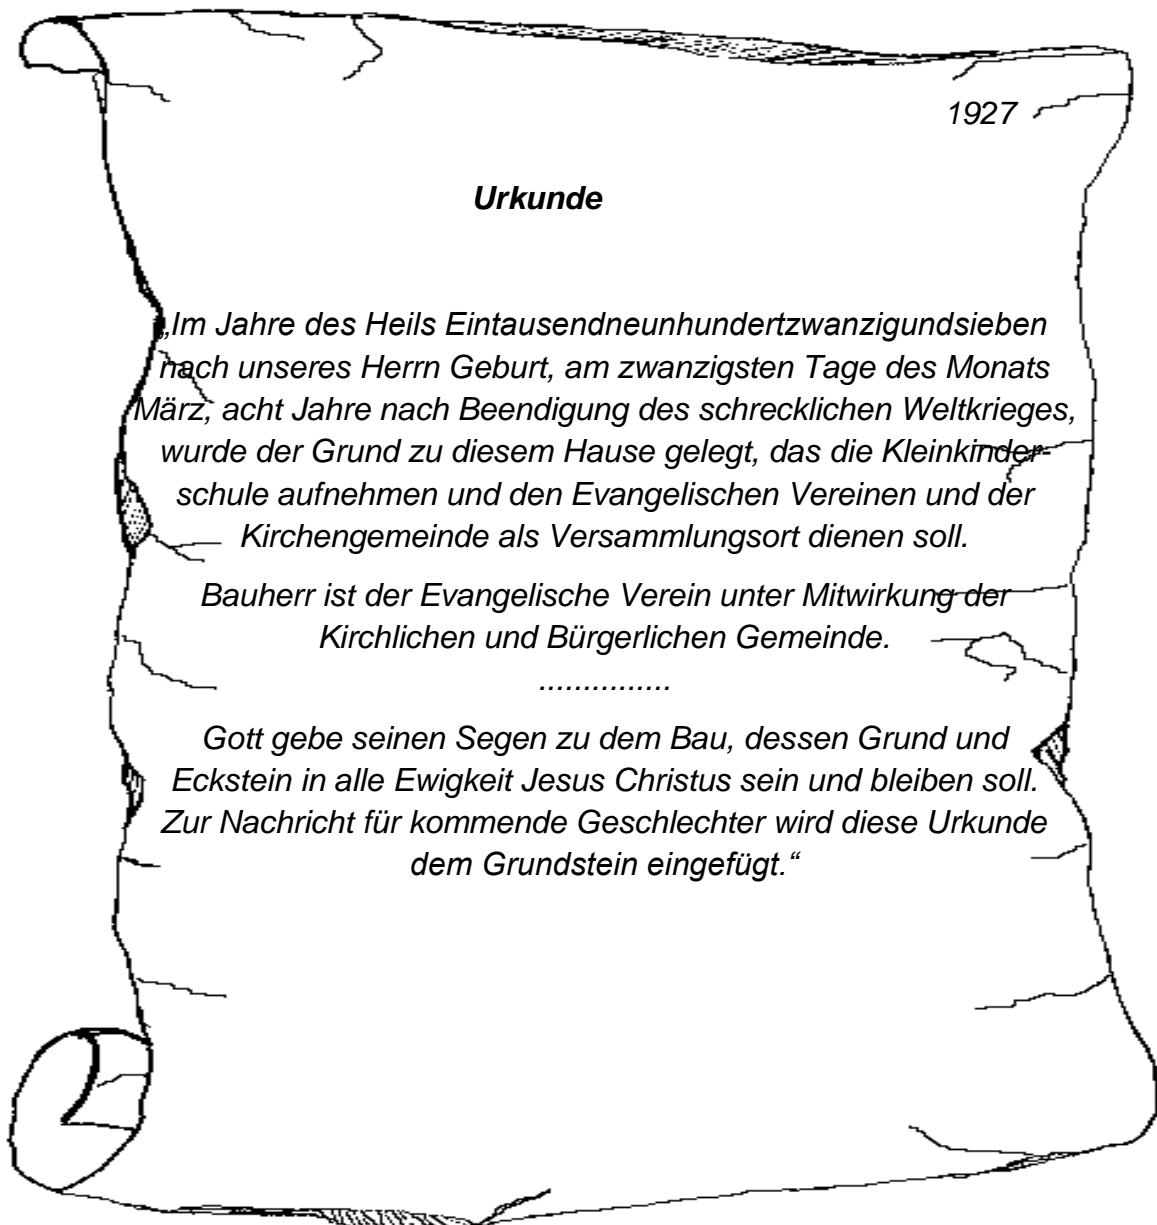 1927
Urkunde
„Im Jahre des Heils Eintausendneunhundertzwanzigundsieben
nach unseres Herrn Geburt, am zwanzigsten Tage des Monats
März, acht Jahre nach Beendigung des schrecklichen Weltkrieges,
wurde der Grund zu diesem Hause gelegt, das die Kleinkinder-
schule aufnehmen und den Evangelischen Vereinen und der
Kirchengemeinde als Versammlungsort dienen soll.
Bauherr ist der Evangelische Verein unter Mitwirkung der
Kirchlichen und Bürgerlichen Gemeinde.
...............
Gott gebe seinen Segen zu dem Bau, dessen Grund und
Eckstein in alle Ewigkeit Jesus Christus sein und bleiben soll.
Zur Nachricht für kommende Geschlechter wird diese Urkunde
dem Grundstein eingefügt.“